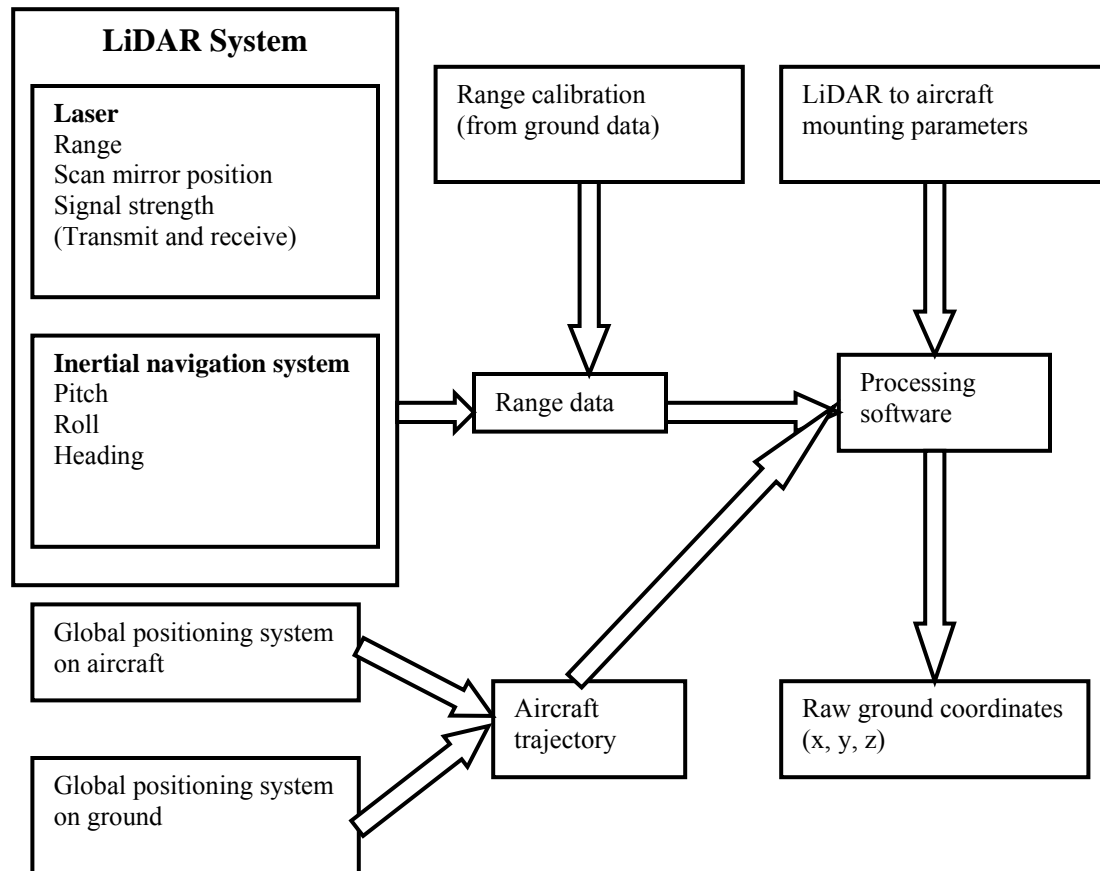 LiDAR System
Laser
Range
Scan mirror position
Signal strength
(Transmit and receive)
Inertial navigation system
Pitch
Roll
Heading
Range calibration
(from ground data)
LiDAR to aircraft
mounting parameters
Range data
Processing
software
Global positioning system
on aircraft
Global positioning system
on ground
Aircraft
trajectory
Raw ground coordinates
(x, y, z)